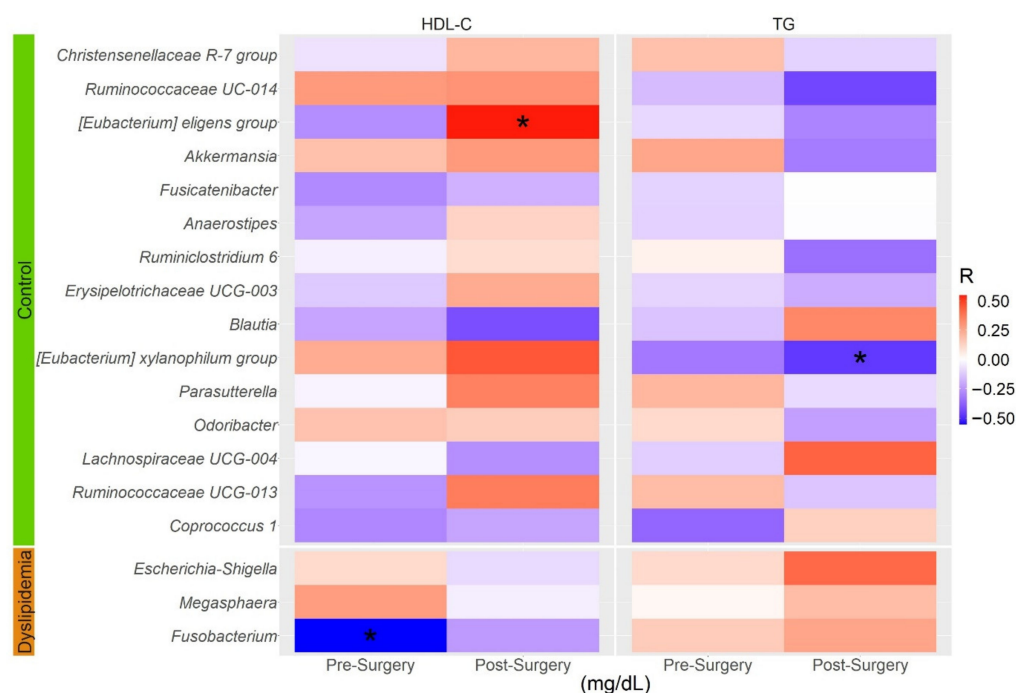 HDL-C
TG
Christensenellaceae R-7 group
Ruminococcaceae UC-014
[Eubacterium] eligens group
*
Akkermansia
Fusicatenibacter
Anaerostipes
Ruminiclostridium 6
Erysipelotrichaceae UCG-003
Blautia
[Eubacterium] xylanophilum group
*
Parasutterella
Odoribacter
Lachnospiraceae UCG-004
Ruminococcaceae UCG-013
Coprococcus 1
Control
Escherichia-Shigella
Megasphaera
Fusobacterium
*
Dyslipidemia
Pre-Surgery
Post-Surgery
Pre-Surgery
Post-Surgery
(mg/dL)
R
0.50
0.25
0.00
−0.25
−0.50